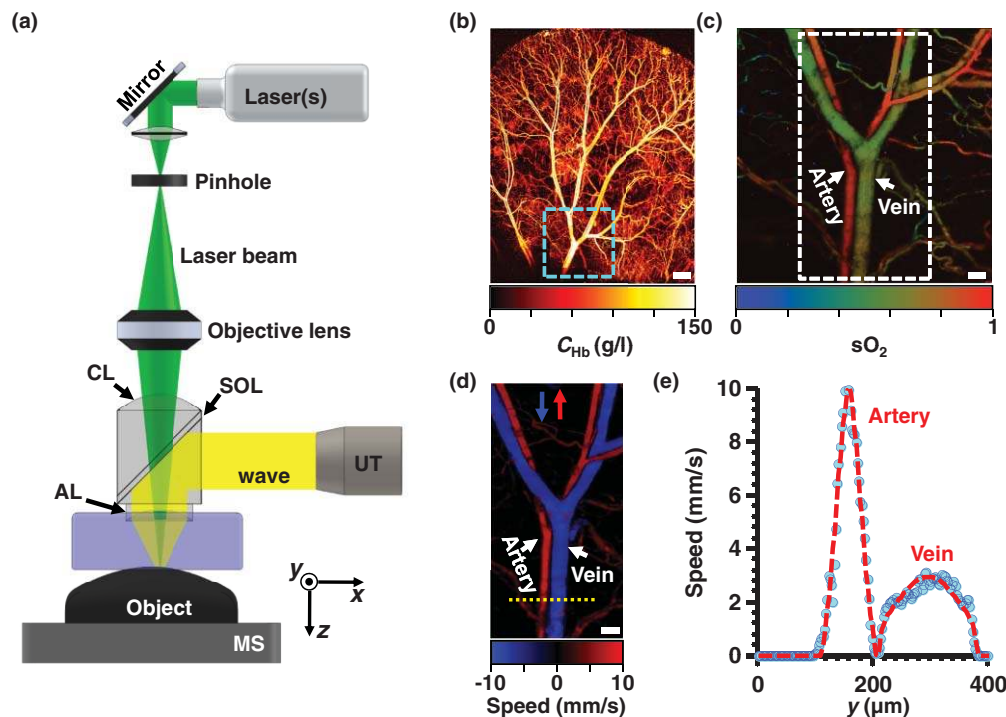 (a)
Mirror
Laser(s)
Pinhole
Laser beam
Objective lens
CL
SOL
wave
UT
AL
y
x
z
Object
MS
(b)
0
150
C_Hb (g/l)
(c)
Artery
Vein
0
1
sO₂
(d)
Artery
Vein
-10
0
10
Speed (mm/s)
(e)
10
8
6
4
2
0
Speed (mm/s)
Artery
Vein
0
200
400
y (µm)